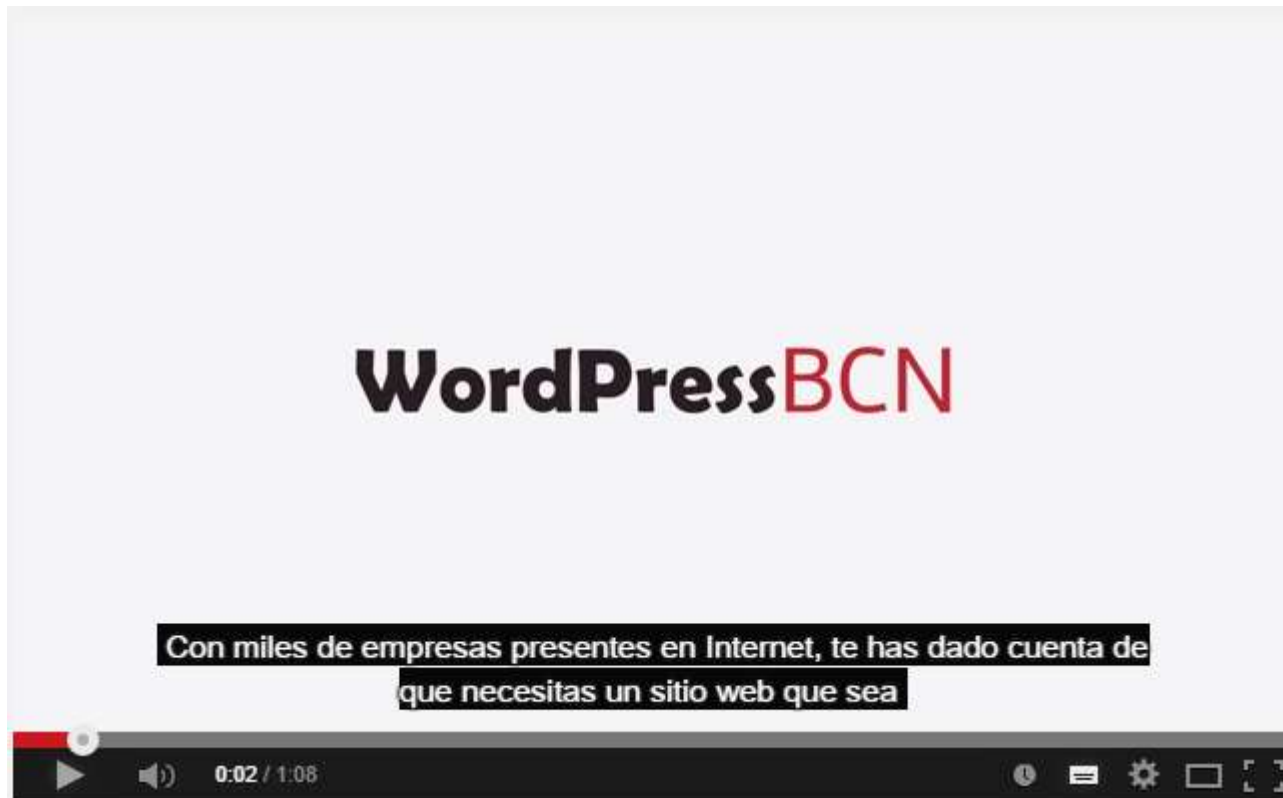 WordPressBCN
Con miles de empresas presentes en Internet, te has dado cuenta de
que necesitas un sitio web que sea
0:02 / 1:08